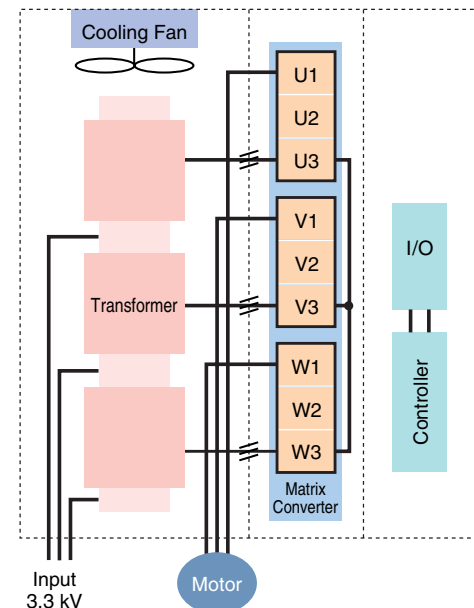 Cooling Fan
U1
U2
U3
V1
V2
V3
W1
W2
W3
Matrix
Converter
Transformer
I/O
Controller
Input
3.3 kV
Motor